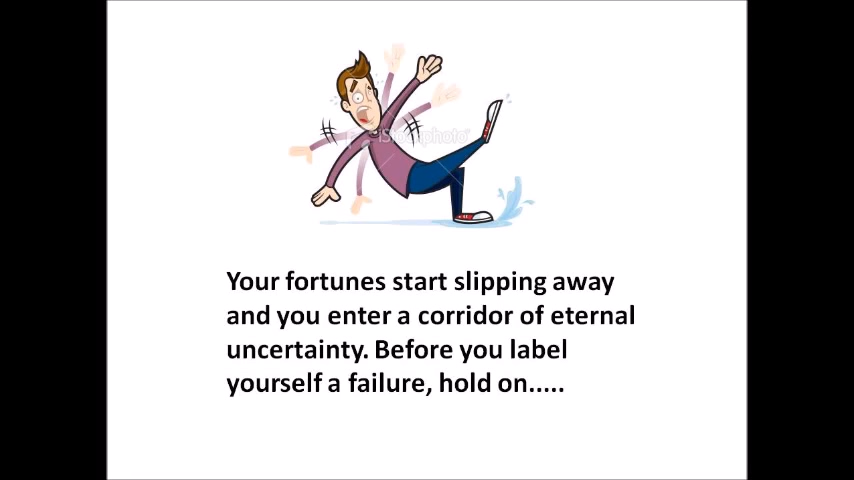 iStockphoto
Your fortunes start slipping away
and you enter a corridor of eternal
uncertainty. Before you label
yourself a failure, hold on.....